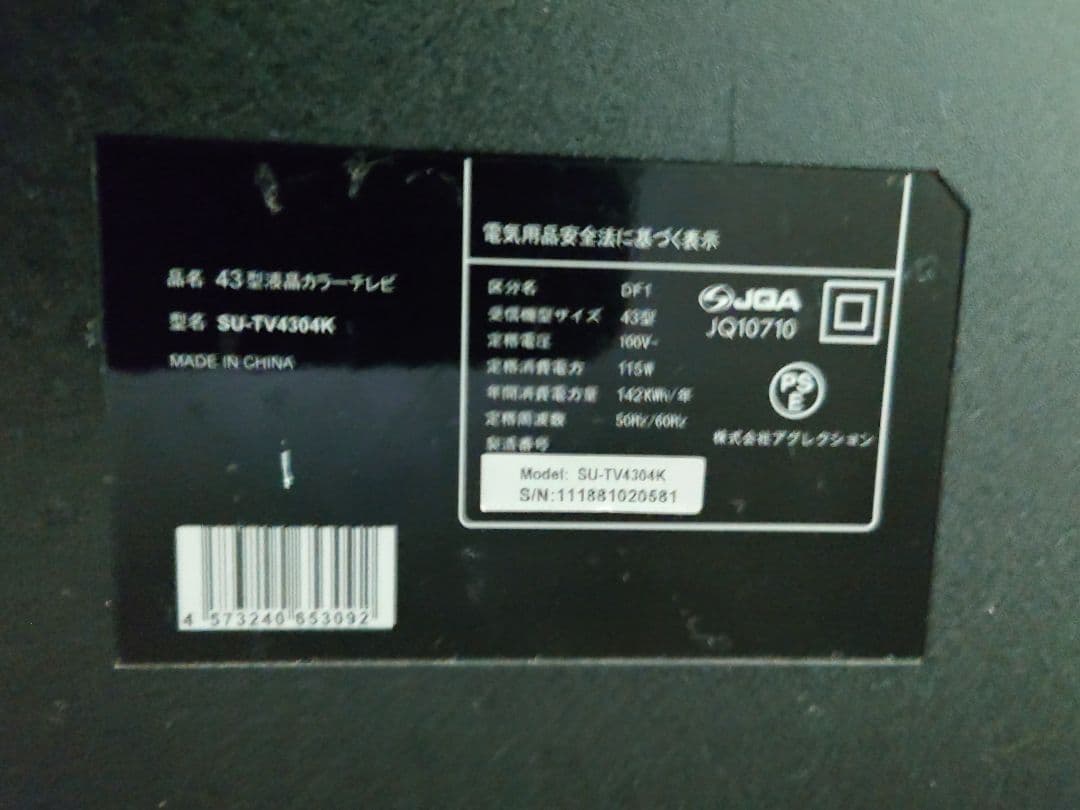 品名 43型液晶カラーテレビ
型名 SU-TV4304K
MADE IN CHINA
電気用品安全法に基づく表示
区分名 DF1
受信機型サイズ 43型
定格電圧 100V~
定格消費電力 115W
年間消費電力量 142KWh/年
定格周波数 50Hz/60Hz
製造番号
Model: SU-TV4304K
S/N:111881020581
JQA
JQ10710
PS
E
株式会社アグレクション
4 573240 653092